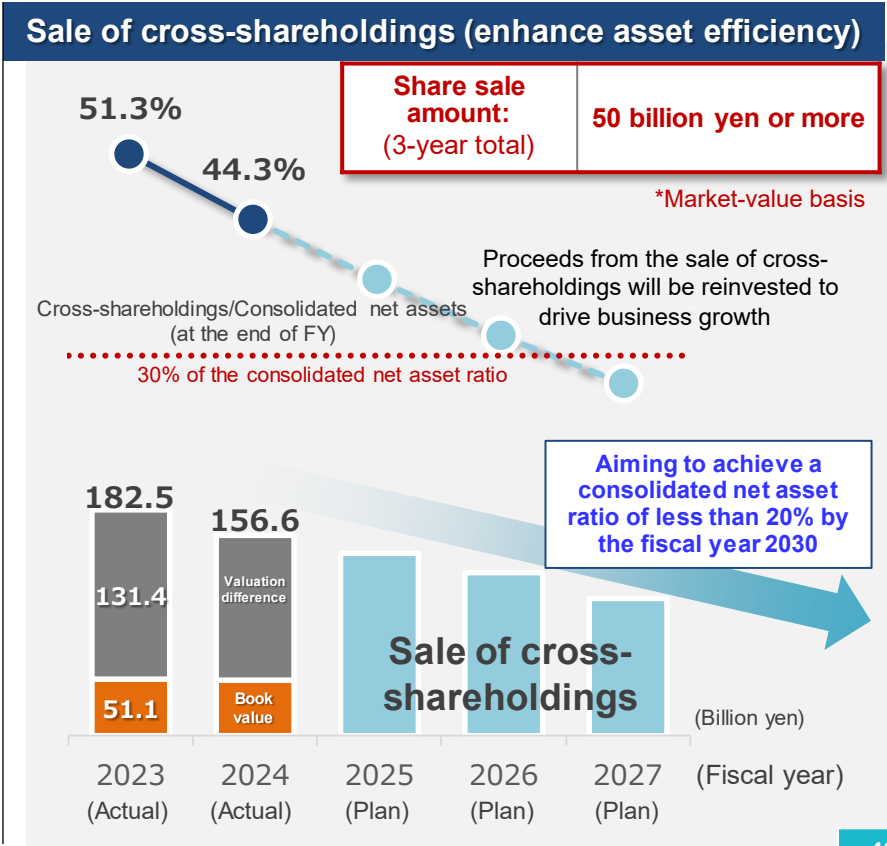 Sale of cross-shareholdings (enhance asset efficiency)
Share sale
amount:
(3-year total)
50 billion yen or more
*Market-value basis
51.3%
44.3%
Proceeds from the sale of cross-
shareholdings will be reinvested to
drive business growth
Cross-shareholdings/Consolidated net assets
(at the end of FY)
30% of the consolidated net asset ratio
Aiming to achieve a
consolidated net asset
ratio of less than 20% by
the fiscal year 2030
182.5
156.6
131.4
Valuation
difference
51.1
Book
value
Sale of cross-
shareholdings
(Billion yen)
2023 2024 2025 2026 2027 (Fiscal year)
(Actual) (Actual) (Plan) (Plan) (Plan)